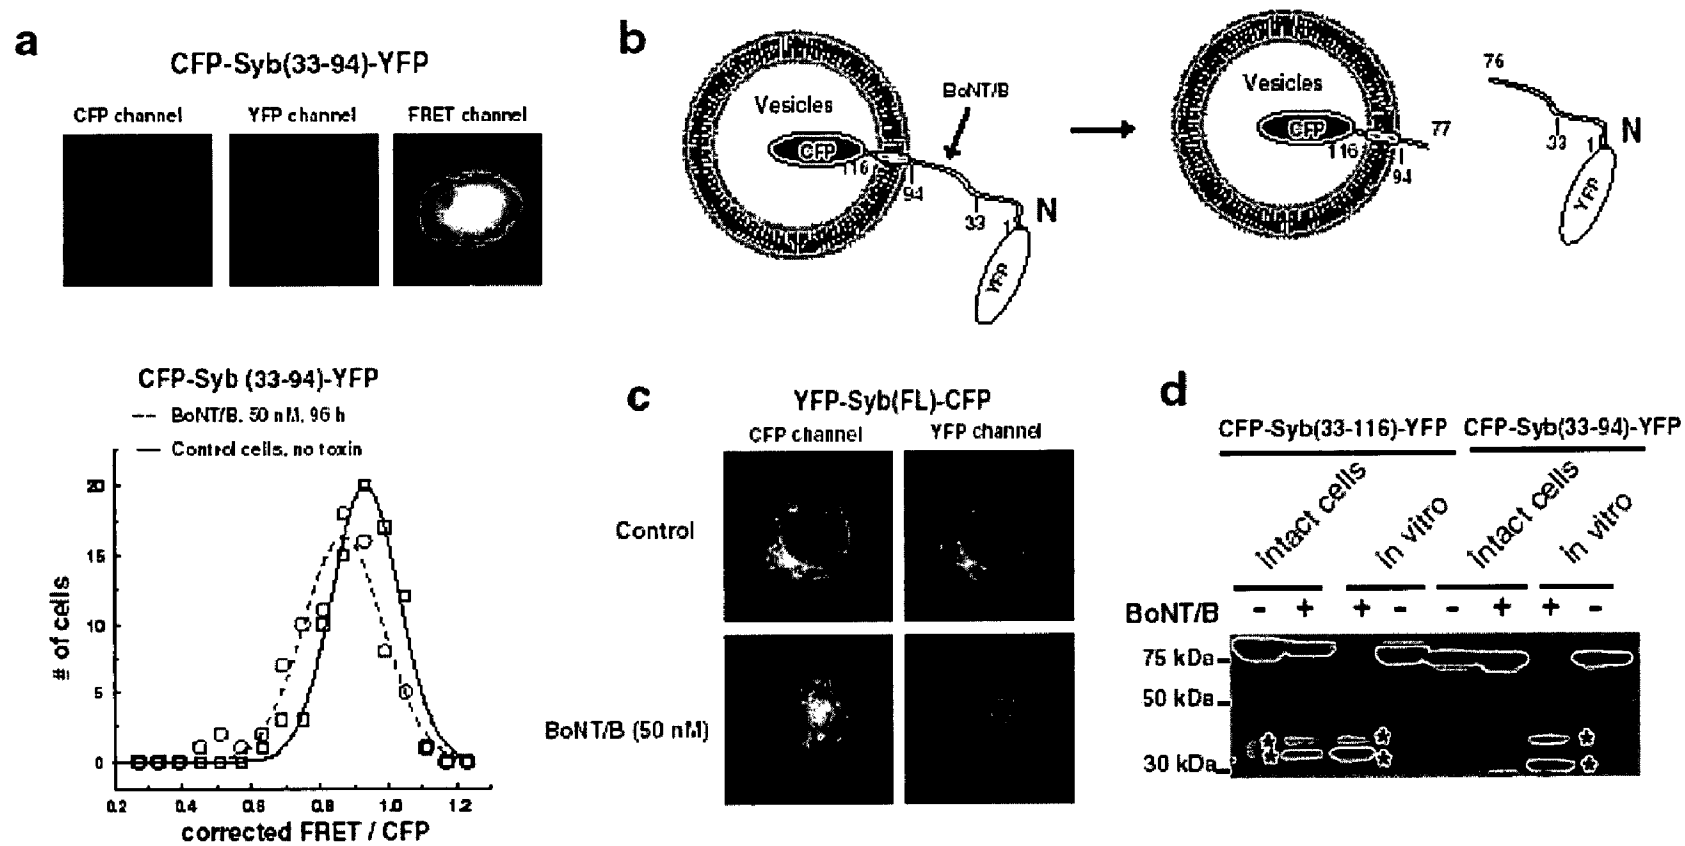 a
CFP-Syb(33-94)-YFP
CFP channel YFP channel FRET channel
CFP-Syb (33-94)-YFP
BoNT/B, 50 nM, 96 h
Control cells, no toxin
# of cells
20
15
10
5
0
0.2 0.4 0.6 0.8 1.0 1.2
corrected FRET / CFP
b
Vesicles
CFP
116
94
BoNT/B
33
1
N
YFP
Vesicles
CFP
116
94
77
76
33
1
N
YFP
c
YFP-Syb(FL)-CFP
CFP channel YFP channel
Control
BoNT/B (50 nM)
d
CFP-Syb(33-116)-YFP CFP-Syb(33-94)-YFP
intact cells in vitro intact cells in vitro
BoNT/B - + + - - + + -
75 kDa
50 kDa
30 kDa